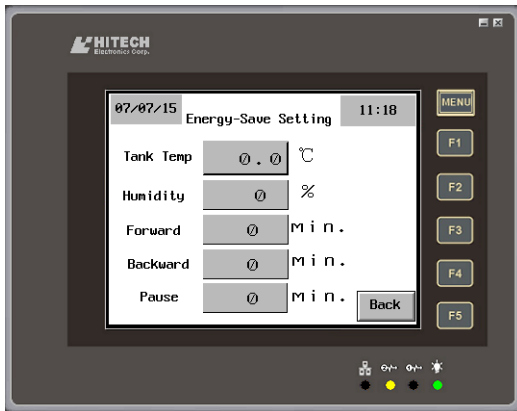 HITECH
Electronics Corp.
07/07/15
Energy-Save Setting
11:18
Tank Temp 0.0 ℃
Humidity 0 %
Forward 0 Min.
Backward 0 Min.
Pause 0 Min.
Back
MENU
F1
F2
F3
F4
F5